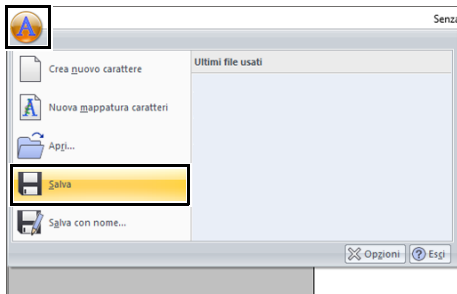 A
Senza
Ultimi file usati
Crea nuovo carattere
Nuova mappatura caratteri
Apri...
Salva
Salva con nome...
Opzioni
Esci